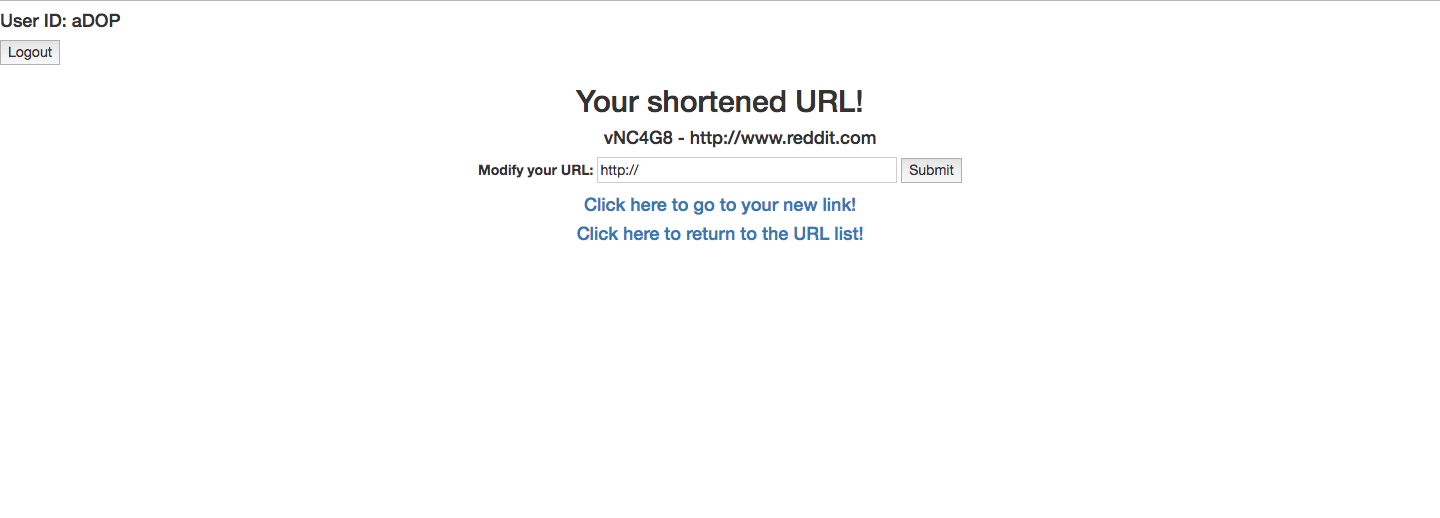 User ID: aDOP
Logout
Your shortened URL!
vNC4G8 - http://www.reddit.com
Modify your URL: http:// Submit
Click here to go to your new link!
Click here to return to the URL list!